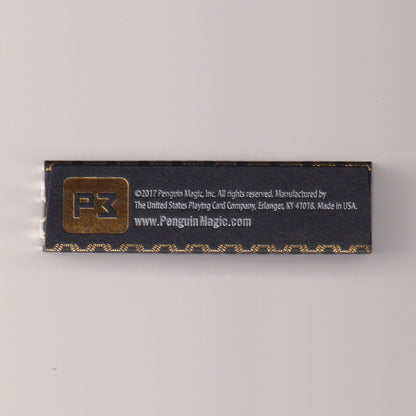 P3
©2017 Penguin Magic, Inc. All rights reserved. Manufactured by
The United States Playing Card Company, Erlanger, KY 41018. Made in USA.
www.PenguinMagic.com